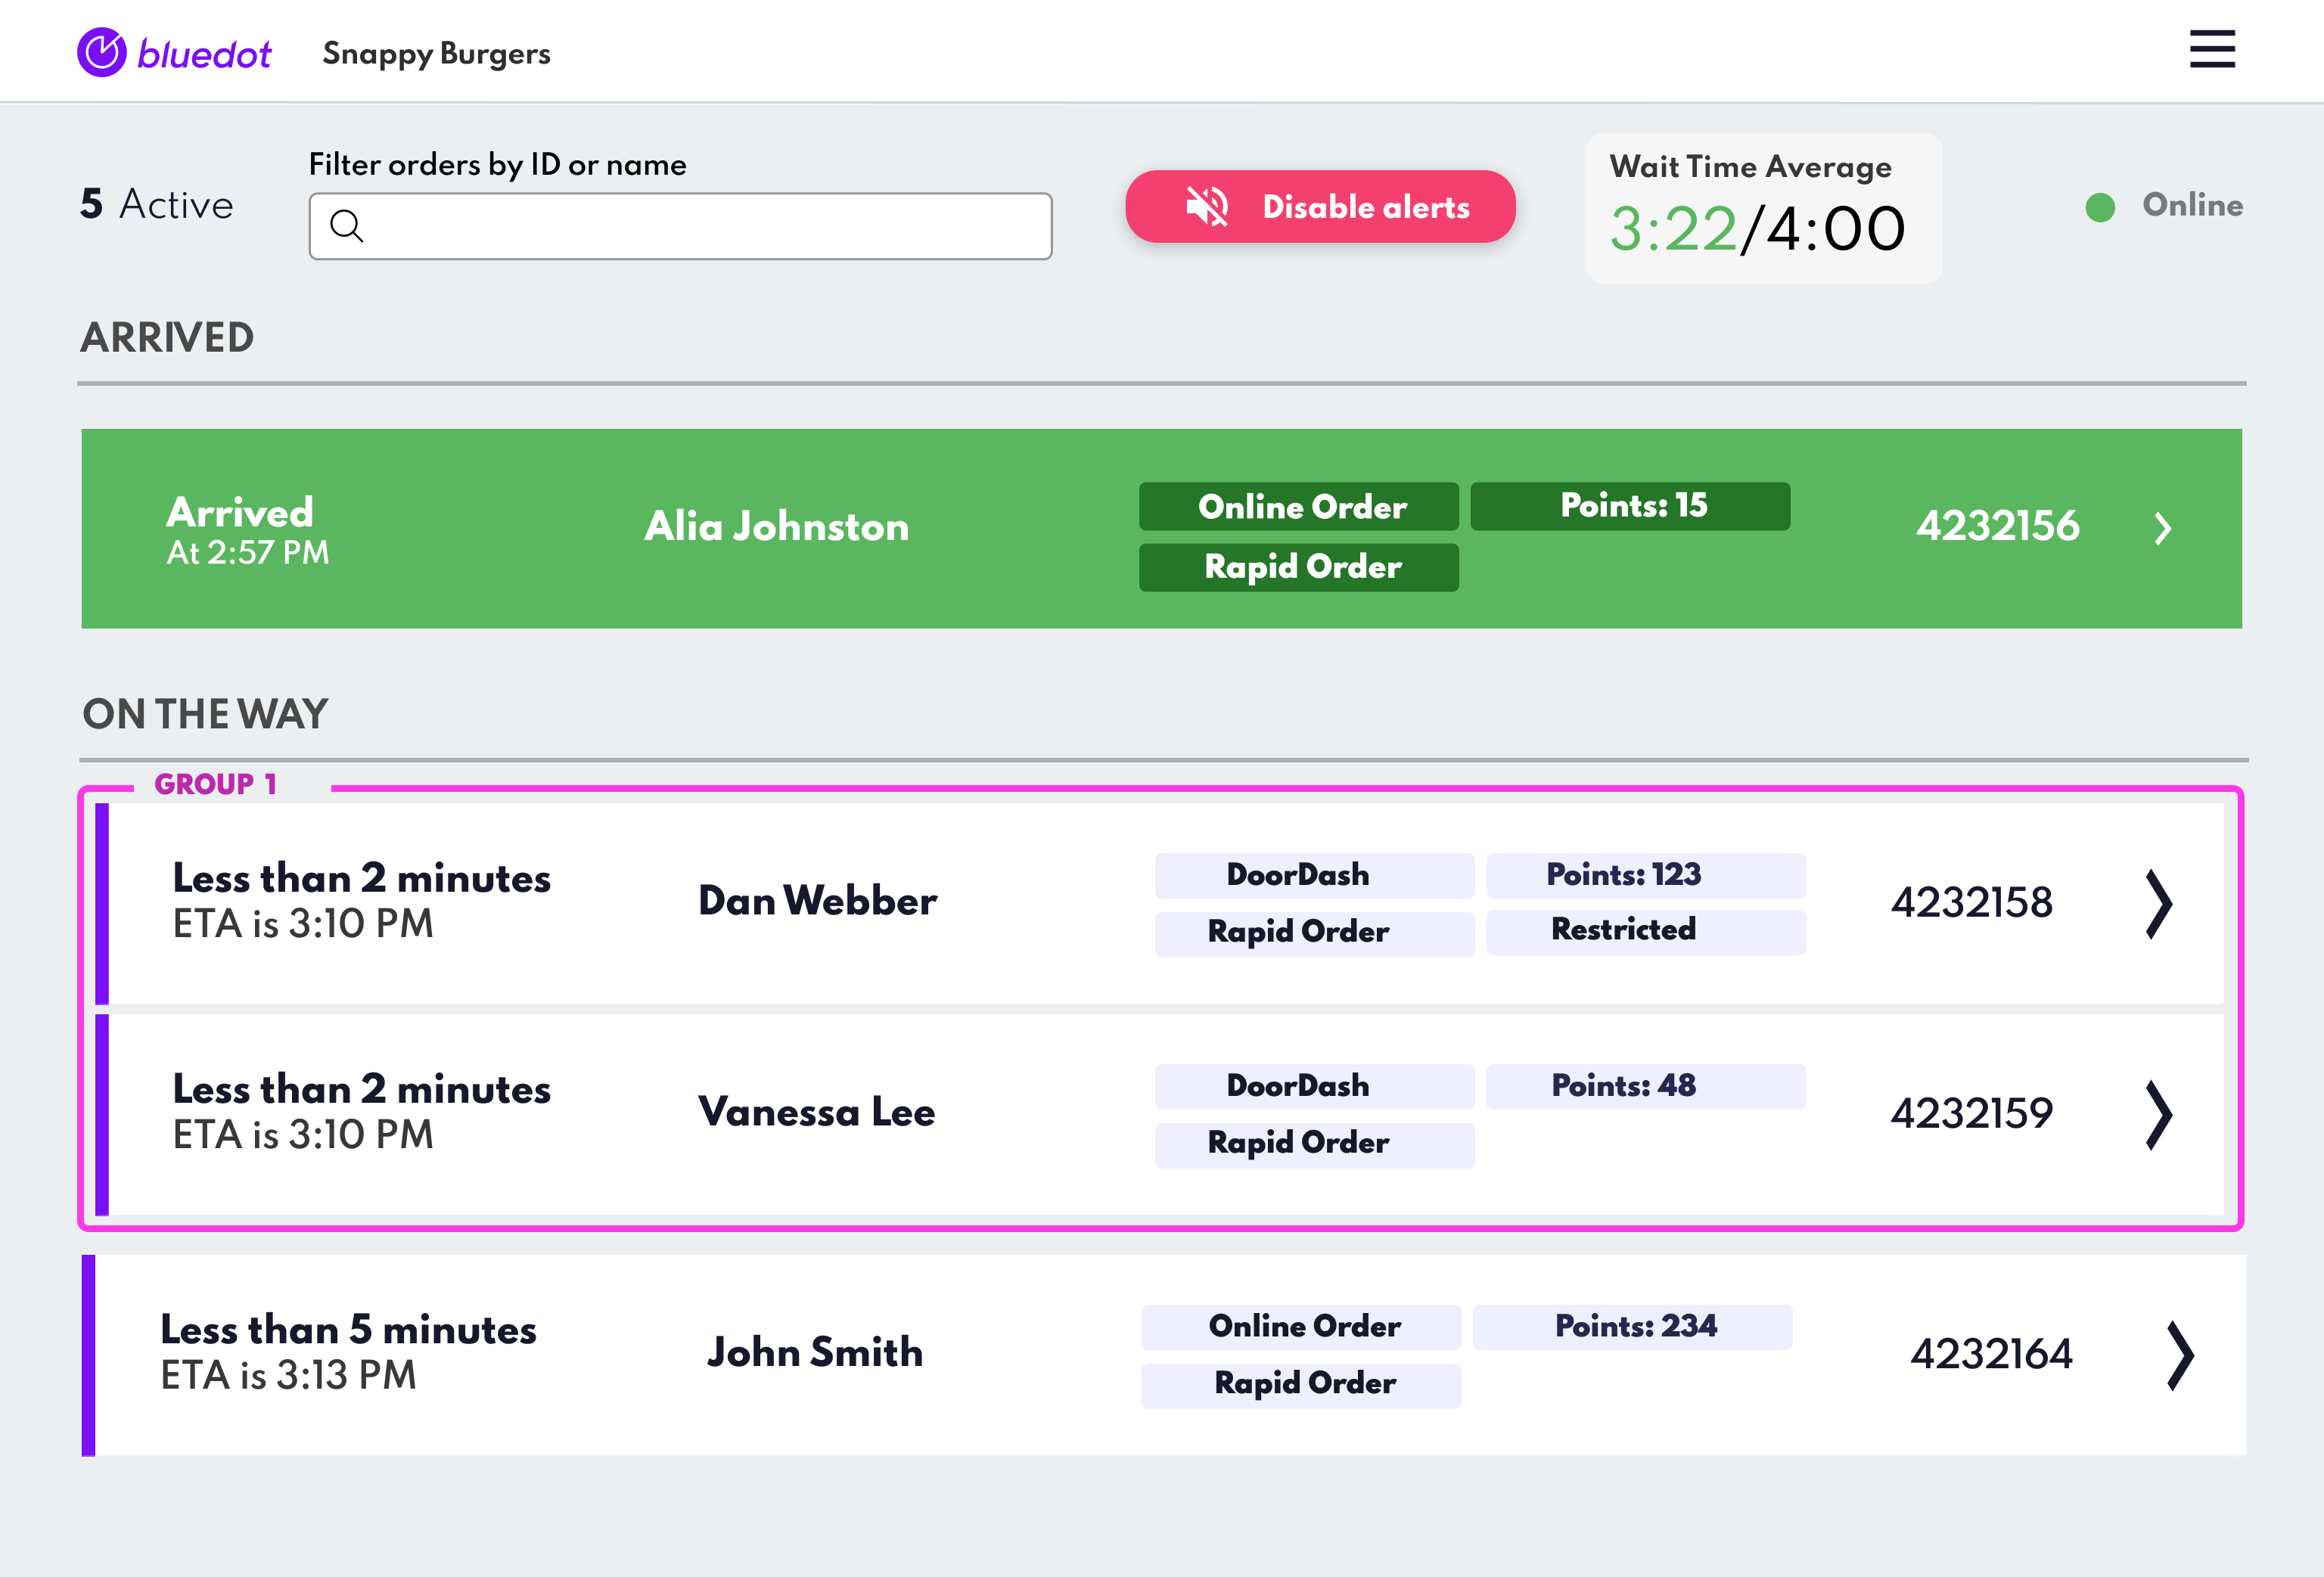 bluedot
Snappy Burgers
5 Active
Filter orders by ID or name
Disable alerts
Wait Time Average
3:22/4:00
Online
ARRIVED
Arrived
At 2:57 PM
Alia Johnston
Online Order
Points: 15
Rapid Order
4232156
ON THE WAY
GROUP 1
Less than 2 minutes
ETA is 3:10 PM
Dan Webber
DoorDash
Points: 123
Rapid Order
Restricted
4232158
Less than 2 minutes
ETA is 3:10 PM
Vanessa Lee
DoorDash
Points: 48
Rapid Order
4232159
Less than 5 minutes
ETA is 3:13 PM
John Smith
Online Order
Points: 234
Rapid Order
4232164